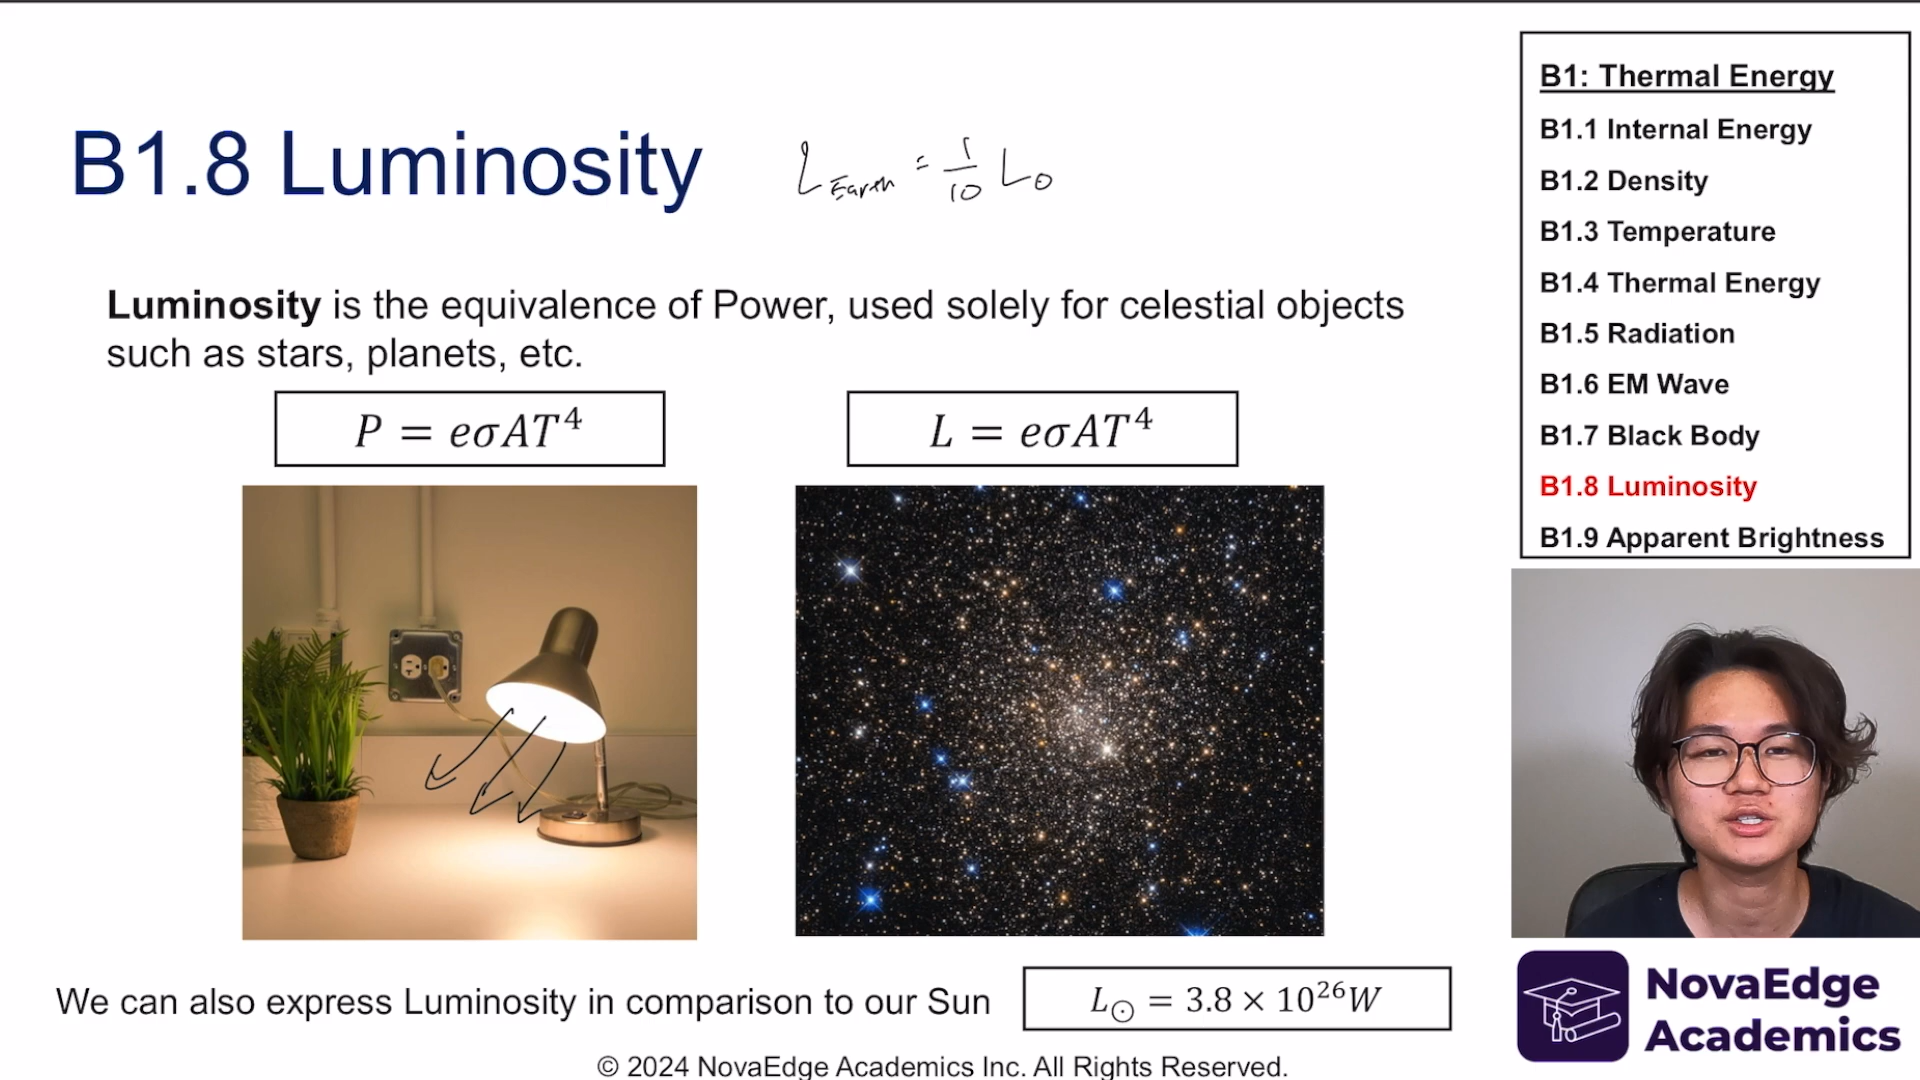 B1.8 Luminosity
L Earth = 1/10 L⊙
Luminosity is the equivalence of Power, used solely for celestial objects
such as stars, planets, etc.
P = eσAT⁴
L = eσAT⁴
We can also express Luminosity in comparison to our Sun
L⊙ = 3.8 × 10²⁶W
© 2024 NovaEdge Academics Inc. All Rights Reserved.
B1: Thermal Energy
B1.1 Internal Energy
B1.2 Density
B1.3 Temperature
B1.4 Thermal Energy
B1.5 Radiation
B1.6 EM Wave
B1.7 Black Body
B1.8 Luminosity
B1.9 Apparent Brightness
NovaEdge
Academics